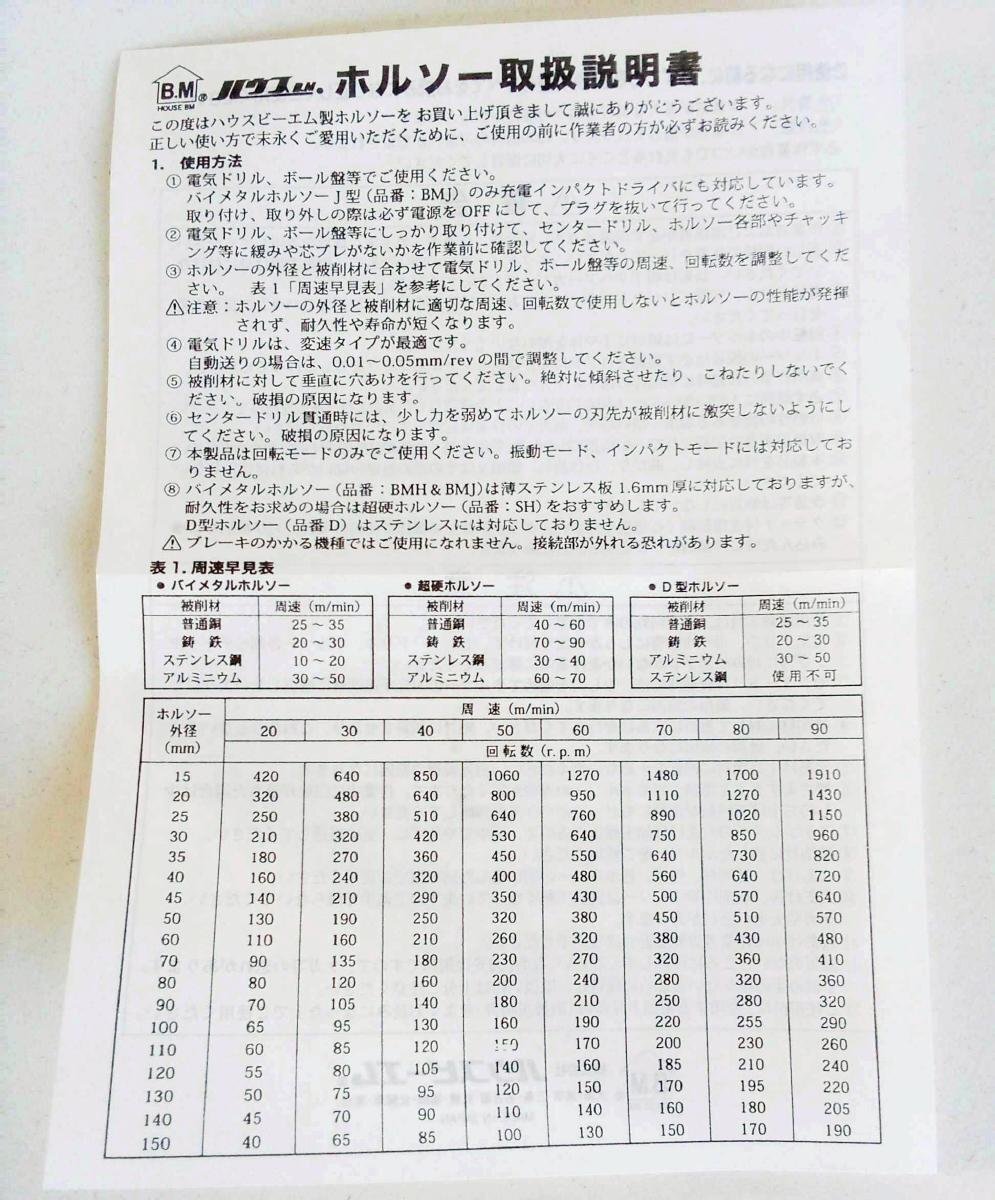 B.M® HOUSE BM ハウスB.M. ホルソー取扱説明書
この度はハウスビーエム製ホルソーを お買い上げ頂きまして誠にありがとうございます。
正しい使い方で末永くご愛用いただくために、ご使用の前に作業者の方が必ずお読みください。
1. 使用方法
① 電気ドリル、ボール盤等でご使用ください。
バイメタルホルソーＪ型（品番：BMJ）のみ充電インパクトドライバにも対応しています。
取り付け、取り外しの際は必ず電源をOFFにして、プラグを抜いて行ってください。
② 電気ドリル、ボール盤等にしっかり取り付けて、センタードリル、ホルソー各部やチャッキ
ング等に緩みや芯ブレがないかを作業前に確認してください。
③ ホルソーの外径と被削材に合わせて電気ドリル、ボール盤等の周速、回転数を調整してくだ
さい。 表1「周速早見表」を参考にしてください。
⚠注意：ホルソーの外径と被削材に適切な周速、回転数で使用しないとホルソーの性能が発揮
されず、耐久性や寿命が短くなります。
④ 電気ドリルは、変速タイプが最適です。
自動送りの場合は、0.01～0.05mm/revの間で調整してください。
⑤ 被削材に対して垂直に穴あけを行ってください。絶対に傾斜させたり、こねたりしないでく
ださい。破損の原因になります。
⑥ センタードリル貫通時には、少し力を弱めてホルソーの刃先が被削材に激突しないようにし
てください。破損の原因になります。
⑦ 本製品は回転モードのみでご使用ください。振動モード、インパクトモードには対応してお
りません。
⑧ バイメタルホルソー（品番：BMH＆BMJ）は薄ステンレス板 1.6mm厚に対応しておりますが、
耐久性をお求めの場合は超硬ホルソー（品番：SH）をおすすめします。
D型ホルソー（品番D）はステンレスには対応しておりません。
⚠ ブレーキのかかる機種ではご使用になれません。接続部が外れる恐れがあります。
表1. 周速早見表
● バイメタルホルソー ● 超硬ホルソー ● Ｄ型ホルソー
被削材 周速（m/min） 被削材 周速（m/min） 被削材 周速（m/min）
普通鋼 25 ～ 35 普通鋼 40 ～ 60 普通鋼 25 ～ 35
鋳 鉄 20 ～ 30 鋳 鉄 70 ～ 90 鋳 鉄 20 ～ 30
ステンレス鋼 10 ～ 20 ステンレス鋼 30 ～ 40 アルミニウム 30 ～ 50
アルミニウム 30 ～ 50 アルミニウム 60 ～ 70 ステンレス鋼 使用不可
ホルソー外径(mm) 周 速（m/min）
20 30 40 50 60 70 80 90
回転数（r.p.m）
15 420 640 850 1060 1270 1480 1700 1910
20 320 480 640 800 950 1110 1270 1430
25 250 380 510 640 760 890 1020 1150
30 210 320 420 530 640 750 850 960
35 180 270 360 450 550 640 730 820
40 160 240 320 400 480 560 640 720
45 140 210 290 350 430 500 570 640
50 130 190 250 320 380 450 510 570
60 110 160 210 260 320 380 430 480
70 90 135 180 230 270 320 360 410
80 80 120 160 200 240 280 320 360
90 70 105 140 180 210 250 280 320
100 65 95 130 160 190 220 255 290
110 60 85 120 150 170 200 230 260
120 55 80 105 140 160 185 210 240
130 50 75 95 120 150 170 195 220
140 45 70 90 110 140 160 180 205
150 40 65 85 100 130 150 170 190